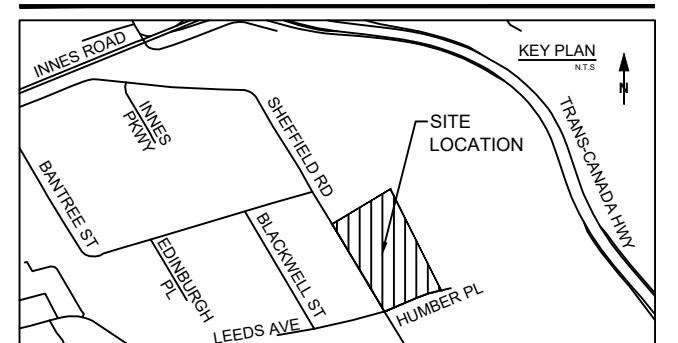 INNES ROAD
KEY PLAN
N.T.S
N
INNES
PKWY
SHEFFIELD RD
SITE
LOCATION
TRANS-CANADA HWY
BANTREE ST
EDINBURGH
PL
BLACKWELL ST
HUMBER PL
LEEDS AVE